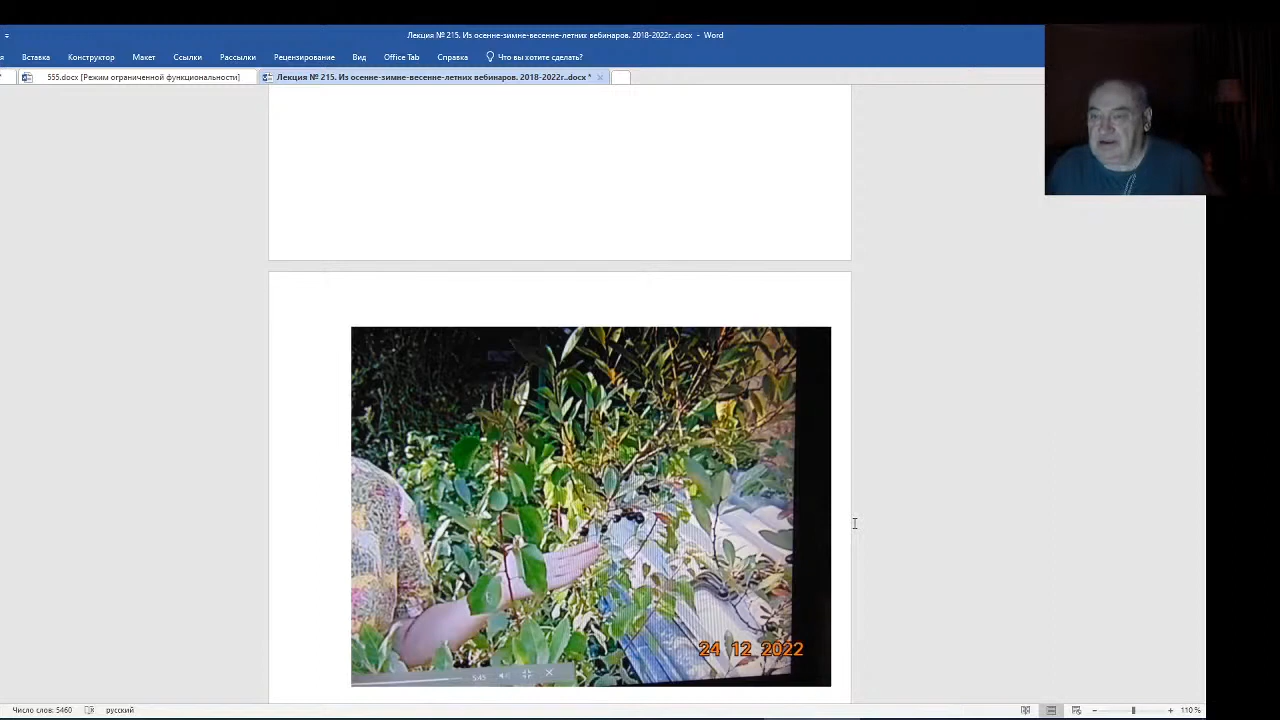 Лекция № 215. Из осенне-зимне-весенне-летних вебинаров. 2018-2022г..docx - Word
Вставка Конструктор Макет Ссылки Рассылки Рецензирование Вид Office Tab Справка Что вы хотите сделать?
555.docx [Режим ограниченной функциональности] Лекция № 215. Из осенне-зимне-весенне-летних вебинаров. 2018-2022г..docx *
5:45
24 12 2022
Число слов: 5460 русский 110 %